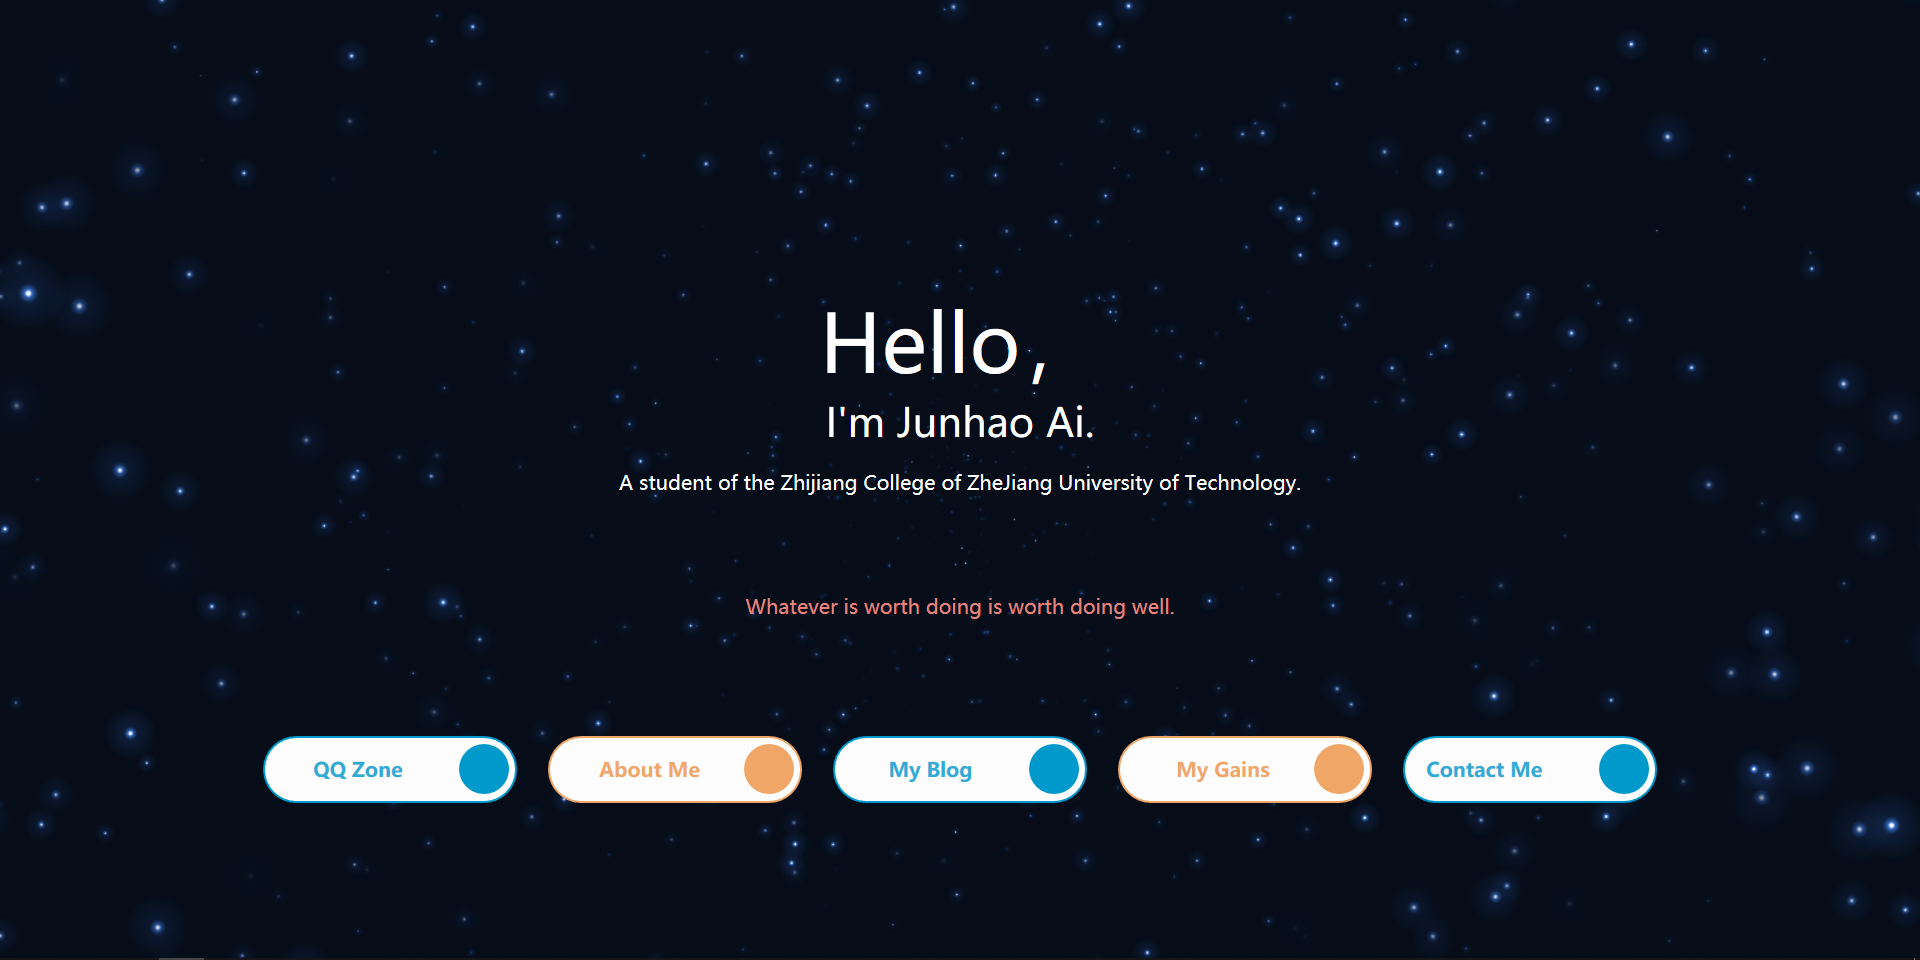 Hello,
I'm Junhao Ai.
A student of the Zhijiang College of ZheJiang University of Technology.
Whatever is worth doing is worth doing well.
QQ Zone
About Me
My Blog
My Gains
Contact Me